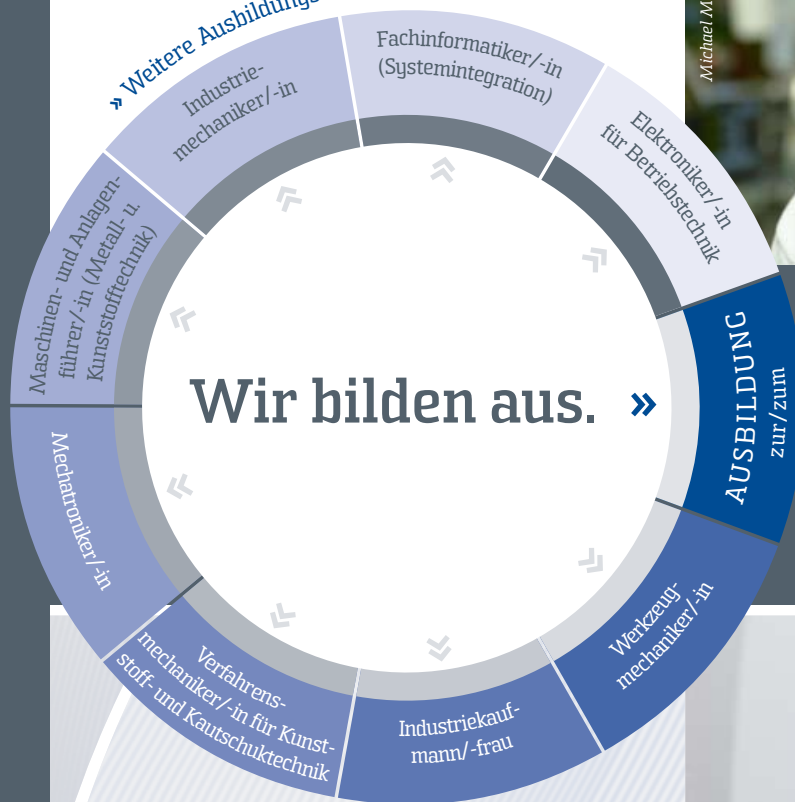 » Weitere
Michael
Wir bilden aus. »
AUSBILDUNG
zur/zum
Werkzeug-
mechaniker/-in
Industriekauf-
mann/-frau
Verfahrens-
mechaniker/-in für Kunst-
stoff- und Kautschuktechnik
Mechatroniker/-in
Maschinen- und Anlagen-
führer/-in (Metall- u.
Kunststofftechnik)
Industrie-
mechaniker/-in
Fachinformatiker/-in
(Systemintegration)
Elektroniker/-in
für Betriebstechnik